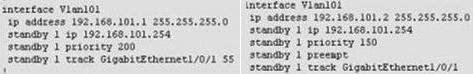 interface Vlan101
ip address 192.168.101.1 255.255.255.0
standby 1 ip 192.168.101.254
standby 1 priority 200
standby 1 track GigabitEthernet1/0/1 55
!
interface Vlan101
ip address 192.168.101.2 255.255.255.0
standby 1 ip 192.168.101.254
standby 1 priority 150
standby 1 preempt
standby 1 track GigabitEthernet1/0/1